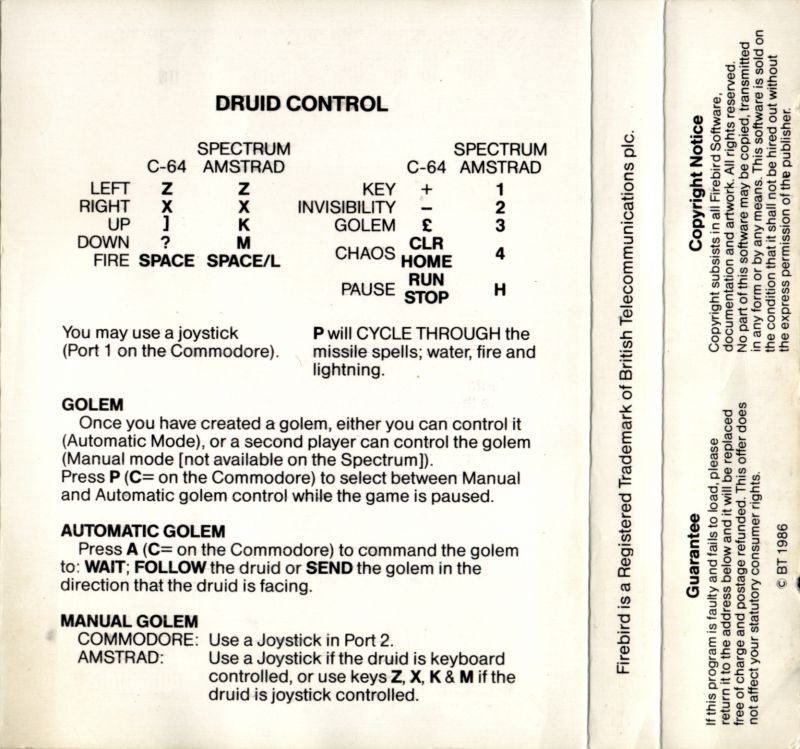 DRUID CONTROL
SPECTRUM
C-64 AMSTRAD
LEFT Z Z
RIGHT X X
UP ] K
DOWN ? M
FIRE SPACE SPACE/L
SPECTRUM
C-64 AMSTRAD
KEY + 1
INVISIBILITY – 2
GOLEM £ 3
CHAOS CLR HOME 4
PAUSE RUN STOP H
You may use a joystick
(Port 1 on the Commodore).
P will CYCLE THROUGH the
missile spells; water, fire and
lightning.
GOLEM
Once you have created a golem, either you can control it
(Automatic Mode), or a second player can control the golem
(Manual mode [not available on the Spectrum]).
Press P (C= on the Commodore) to select between Manual
and Automatic golem control while the game is paused.
AUTOMATIC GOLEM
Press A (C= on the Commodore) to command the golem
to: WAIT; FOLLOW the druid or SEND the golem in the
direction that the druid is facing.
MANUAL GOLEM
COMMODORE: Use a Joystick in Port 2.
AMSTRAD: Use a Joystick if the druid is keyboard
controlled, or use keys Z, X, K & M if the
druid is joystick controlled.
Firebird is a Registered Trademark of British Telecommunications plc.
Copyright Notice
Copyright subsists in all Firebird Software,
documentation and artwork. All rights reserved.
No part of this software may be copied, transmitted
in any form or by any means. This software is sold on
the condition that it shall not be hired out without
the express permission of the publisher.
Guarantee
If this program is faulty and fails to load, please
return it to the address below and it will be replaced
free of charge and postage refunded. This offer does
not affect your statutory consumer rights.
© BT 1986